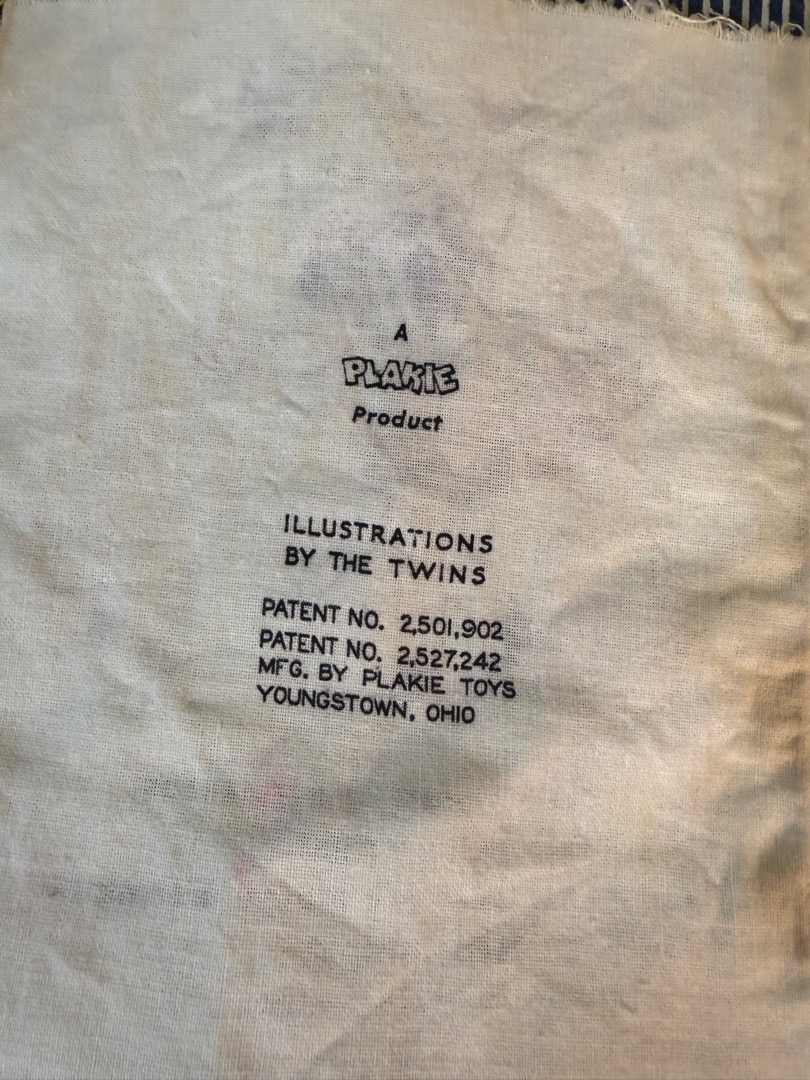 A
PLAKIE
Product
ILLUSTRATIONS
BY THE TWINS
PATENT NO. 2,501,902
PATENT NO. 2,527,242
MFG. BY PLAKIE TOYS
YOUNGSTOWN, OHIO